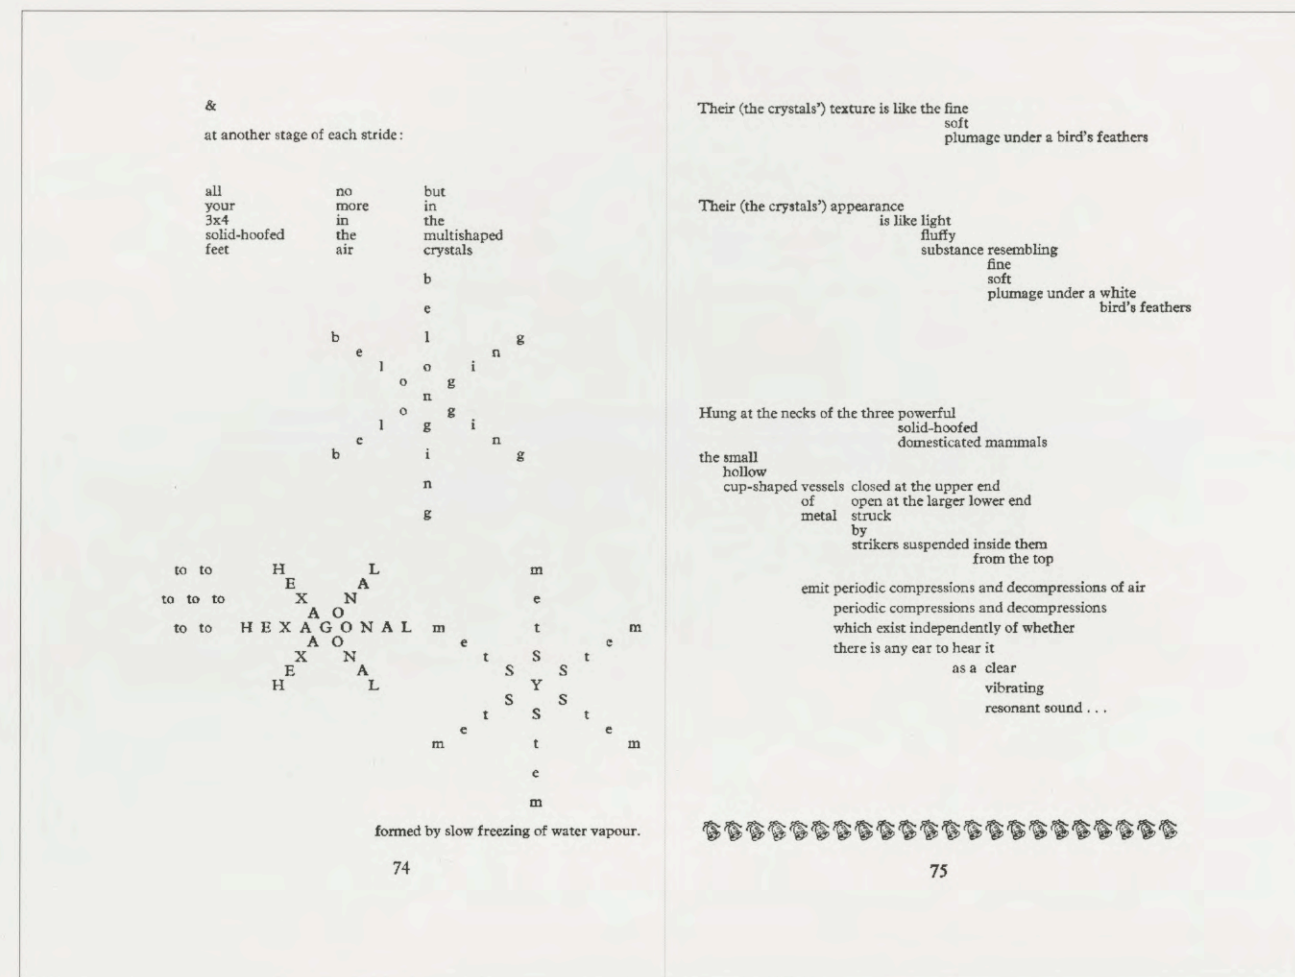 &
at another stage of each stride:
all no but
your more in
3x4 in the
solid-hoofed the multishaped
feet air crystals
b
e
b l g
e n
l o i
o g
n
o g
l g i
e n
b i g
n
g
to to H L m
E A
to to to X N e
A O
to to H E X A G O N A L m t m
A O e e
X N t S t
E A S S
H L Y
S S
t S t
e e
m t m
e
m
formed by slow freezing of water vapour.
74
Their (the crystals') texture is like the fine
soft
plumage under a bird's feathers
Their (the crystals') appearance
is like light
fluffy
substance resembling
fine
soft
plumage under a white
bird's feathers
Hung at the necks of the three powerful
solid-hoofed
domesticated mammals
the small
hollow
cup-shaped vessels closed at the upper end
of open at the larger lower end
metal struck
by
strikers suspended inside them
from the top
emit periodic compressions and decompressions of air
periodic compressions and decompressions
which exist independently of whether
there is any ear to hear it
as a clear
vibrating
resonant sound . . .
75